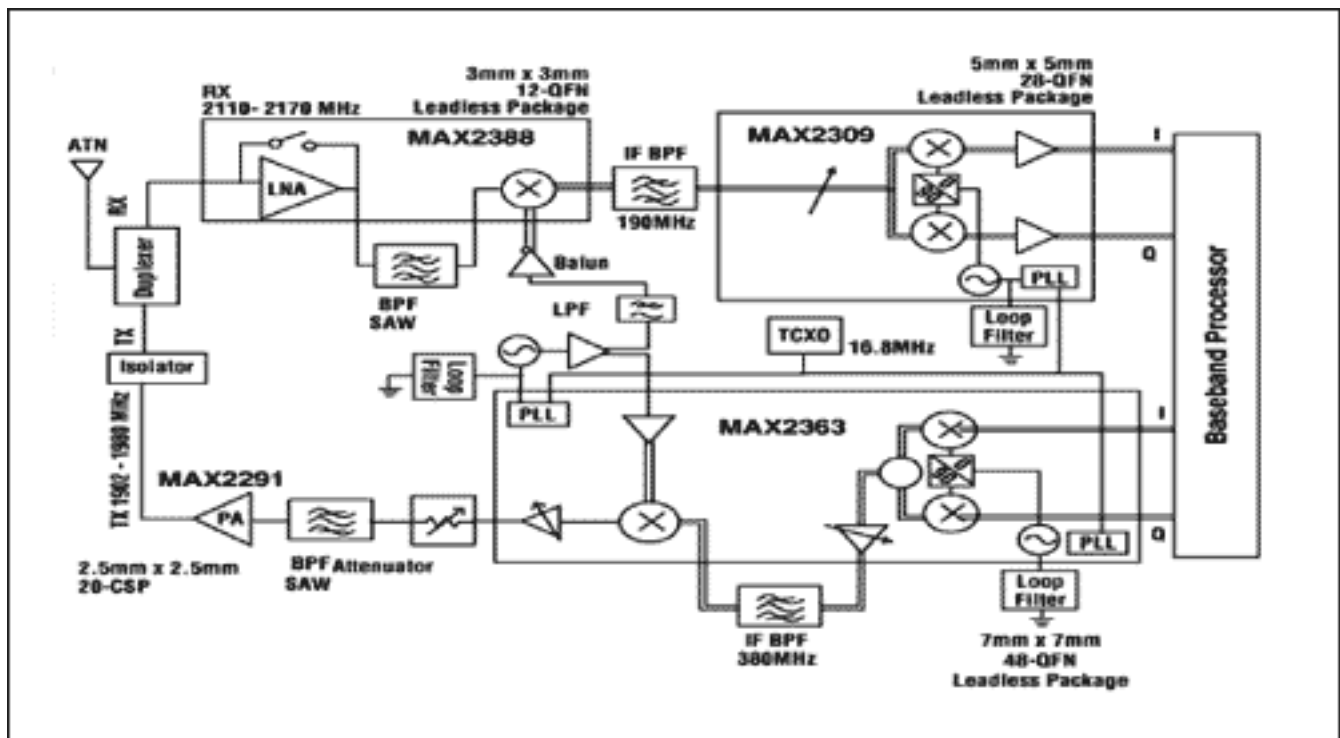 3mm x 3mm
12-QFN
Leadless Package
RX
2110- 2170 MHz
MAX2388
5mm x 5mm
28-QFN
Leadless Package
MAX2309
ATN
LNA
IF BPF
190MHz
I
Q
RX
Duplexer
TX
BPF
SAW
Balun
LPF
PLL
Loop
Filter
TCXO
16.8MHz
Baseband Processor
Isolator
Loop
Filter
PLL
MAX2363
I
Q
TX 1902 - 1980 MHz
MAX2291
PA
2.5mm x 2.5mm
20-CSP
BPF
SAW
Attenuator
PLL
Loop
Filter
IF BPF
380MHz
7mm x 7mm
48-QFN
Leadless Package